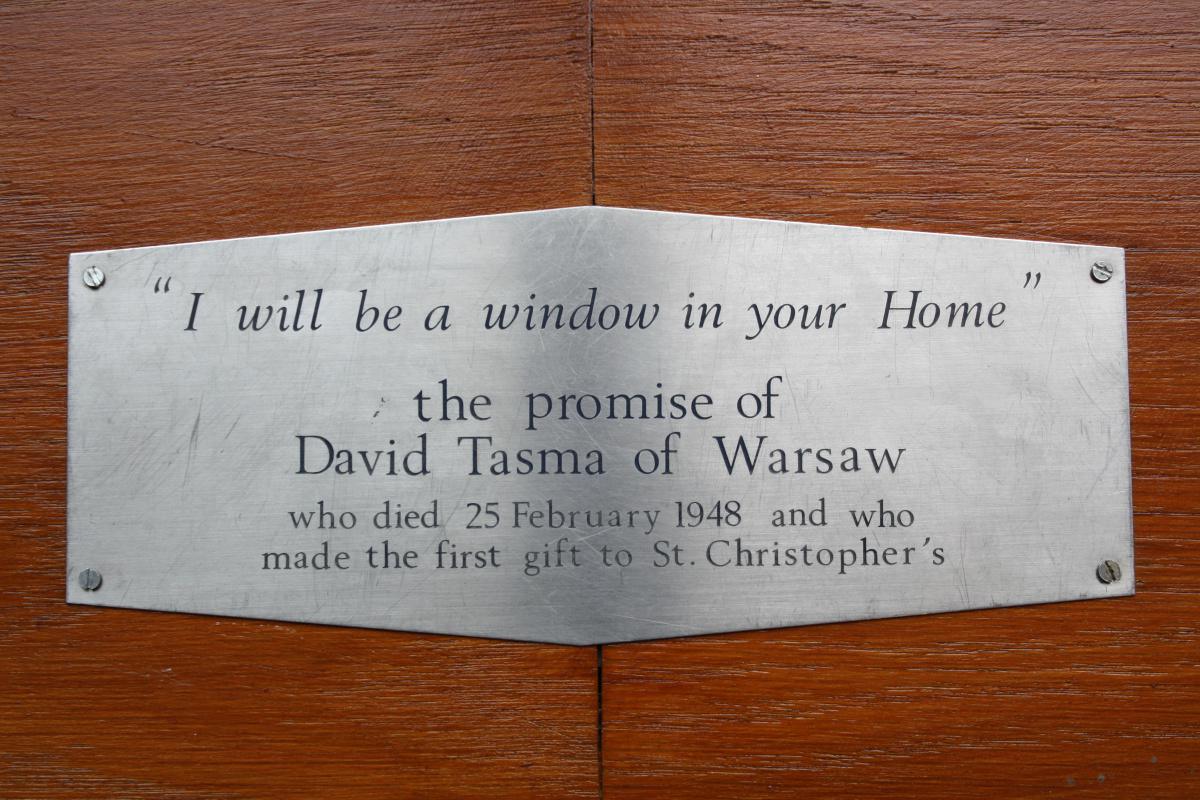 “I will be a window in your Home”
the promise of
David Tasma of Warsaw
who died 25 February 1948 and who
made the first gift to St. Christopher's